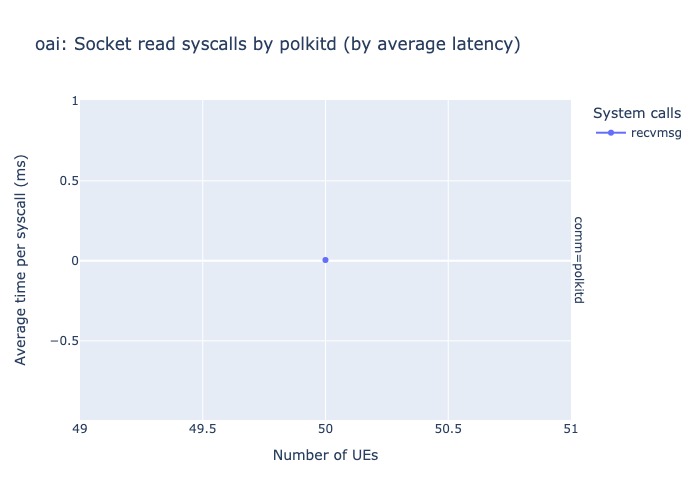 oai: Socket read syscalls by polkitd (by average latency)
System calls
recvmsg
Average time per syscall (ms)
1
0.5
0
−0.5
comm=polkitd
49
49.5
50
50.5
51
Number of UEs